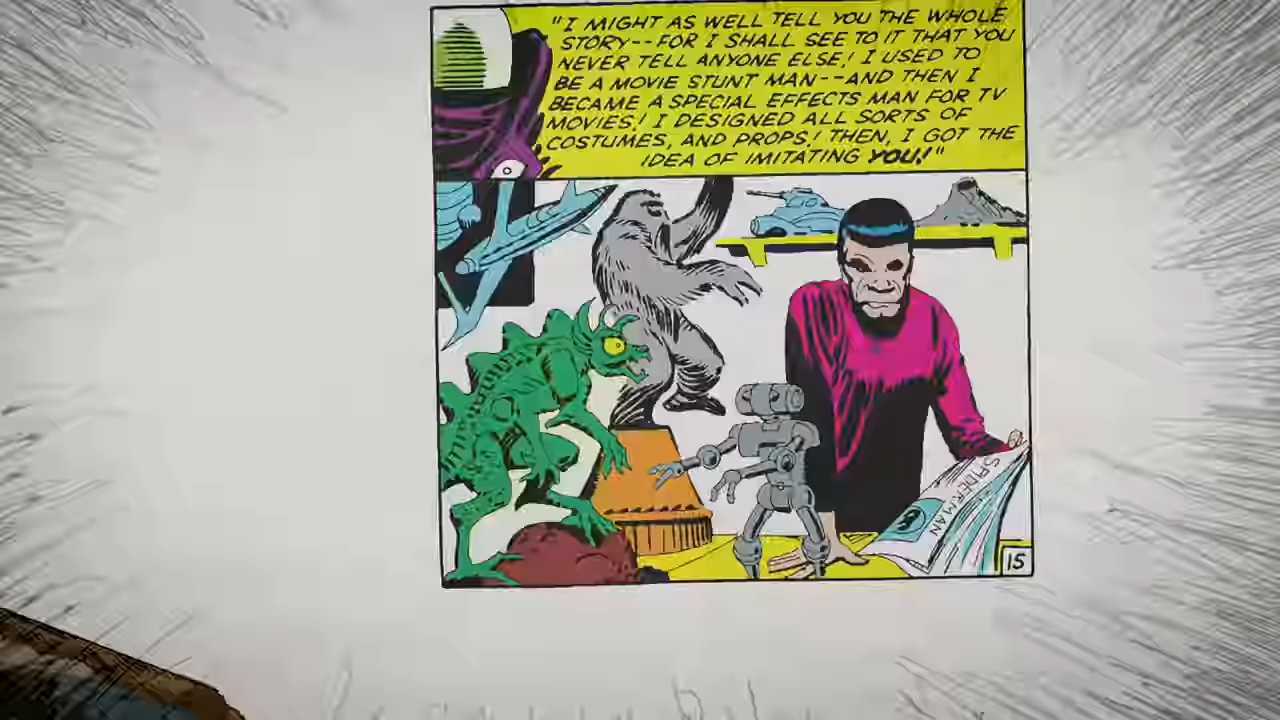 "I MIGHT AS WELL TELL YOU THE WHOLE
STORY--FOR I SHALL SEE TO IT THAT YOU
NEVER TELL ANYONE ELSE! I USED TO
BE A MOVIE STUNT MAN--AND THEN I
BECAME A SPECIAL EFFECTS MAN FOR TV
MOVIES! I DESIGNED ALL SORTS OF
COSTUMES, AND PROPS! THEN, I GOT THE
IDEA OF IMITATING YOU!"
SPIDERMAN
15